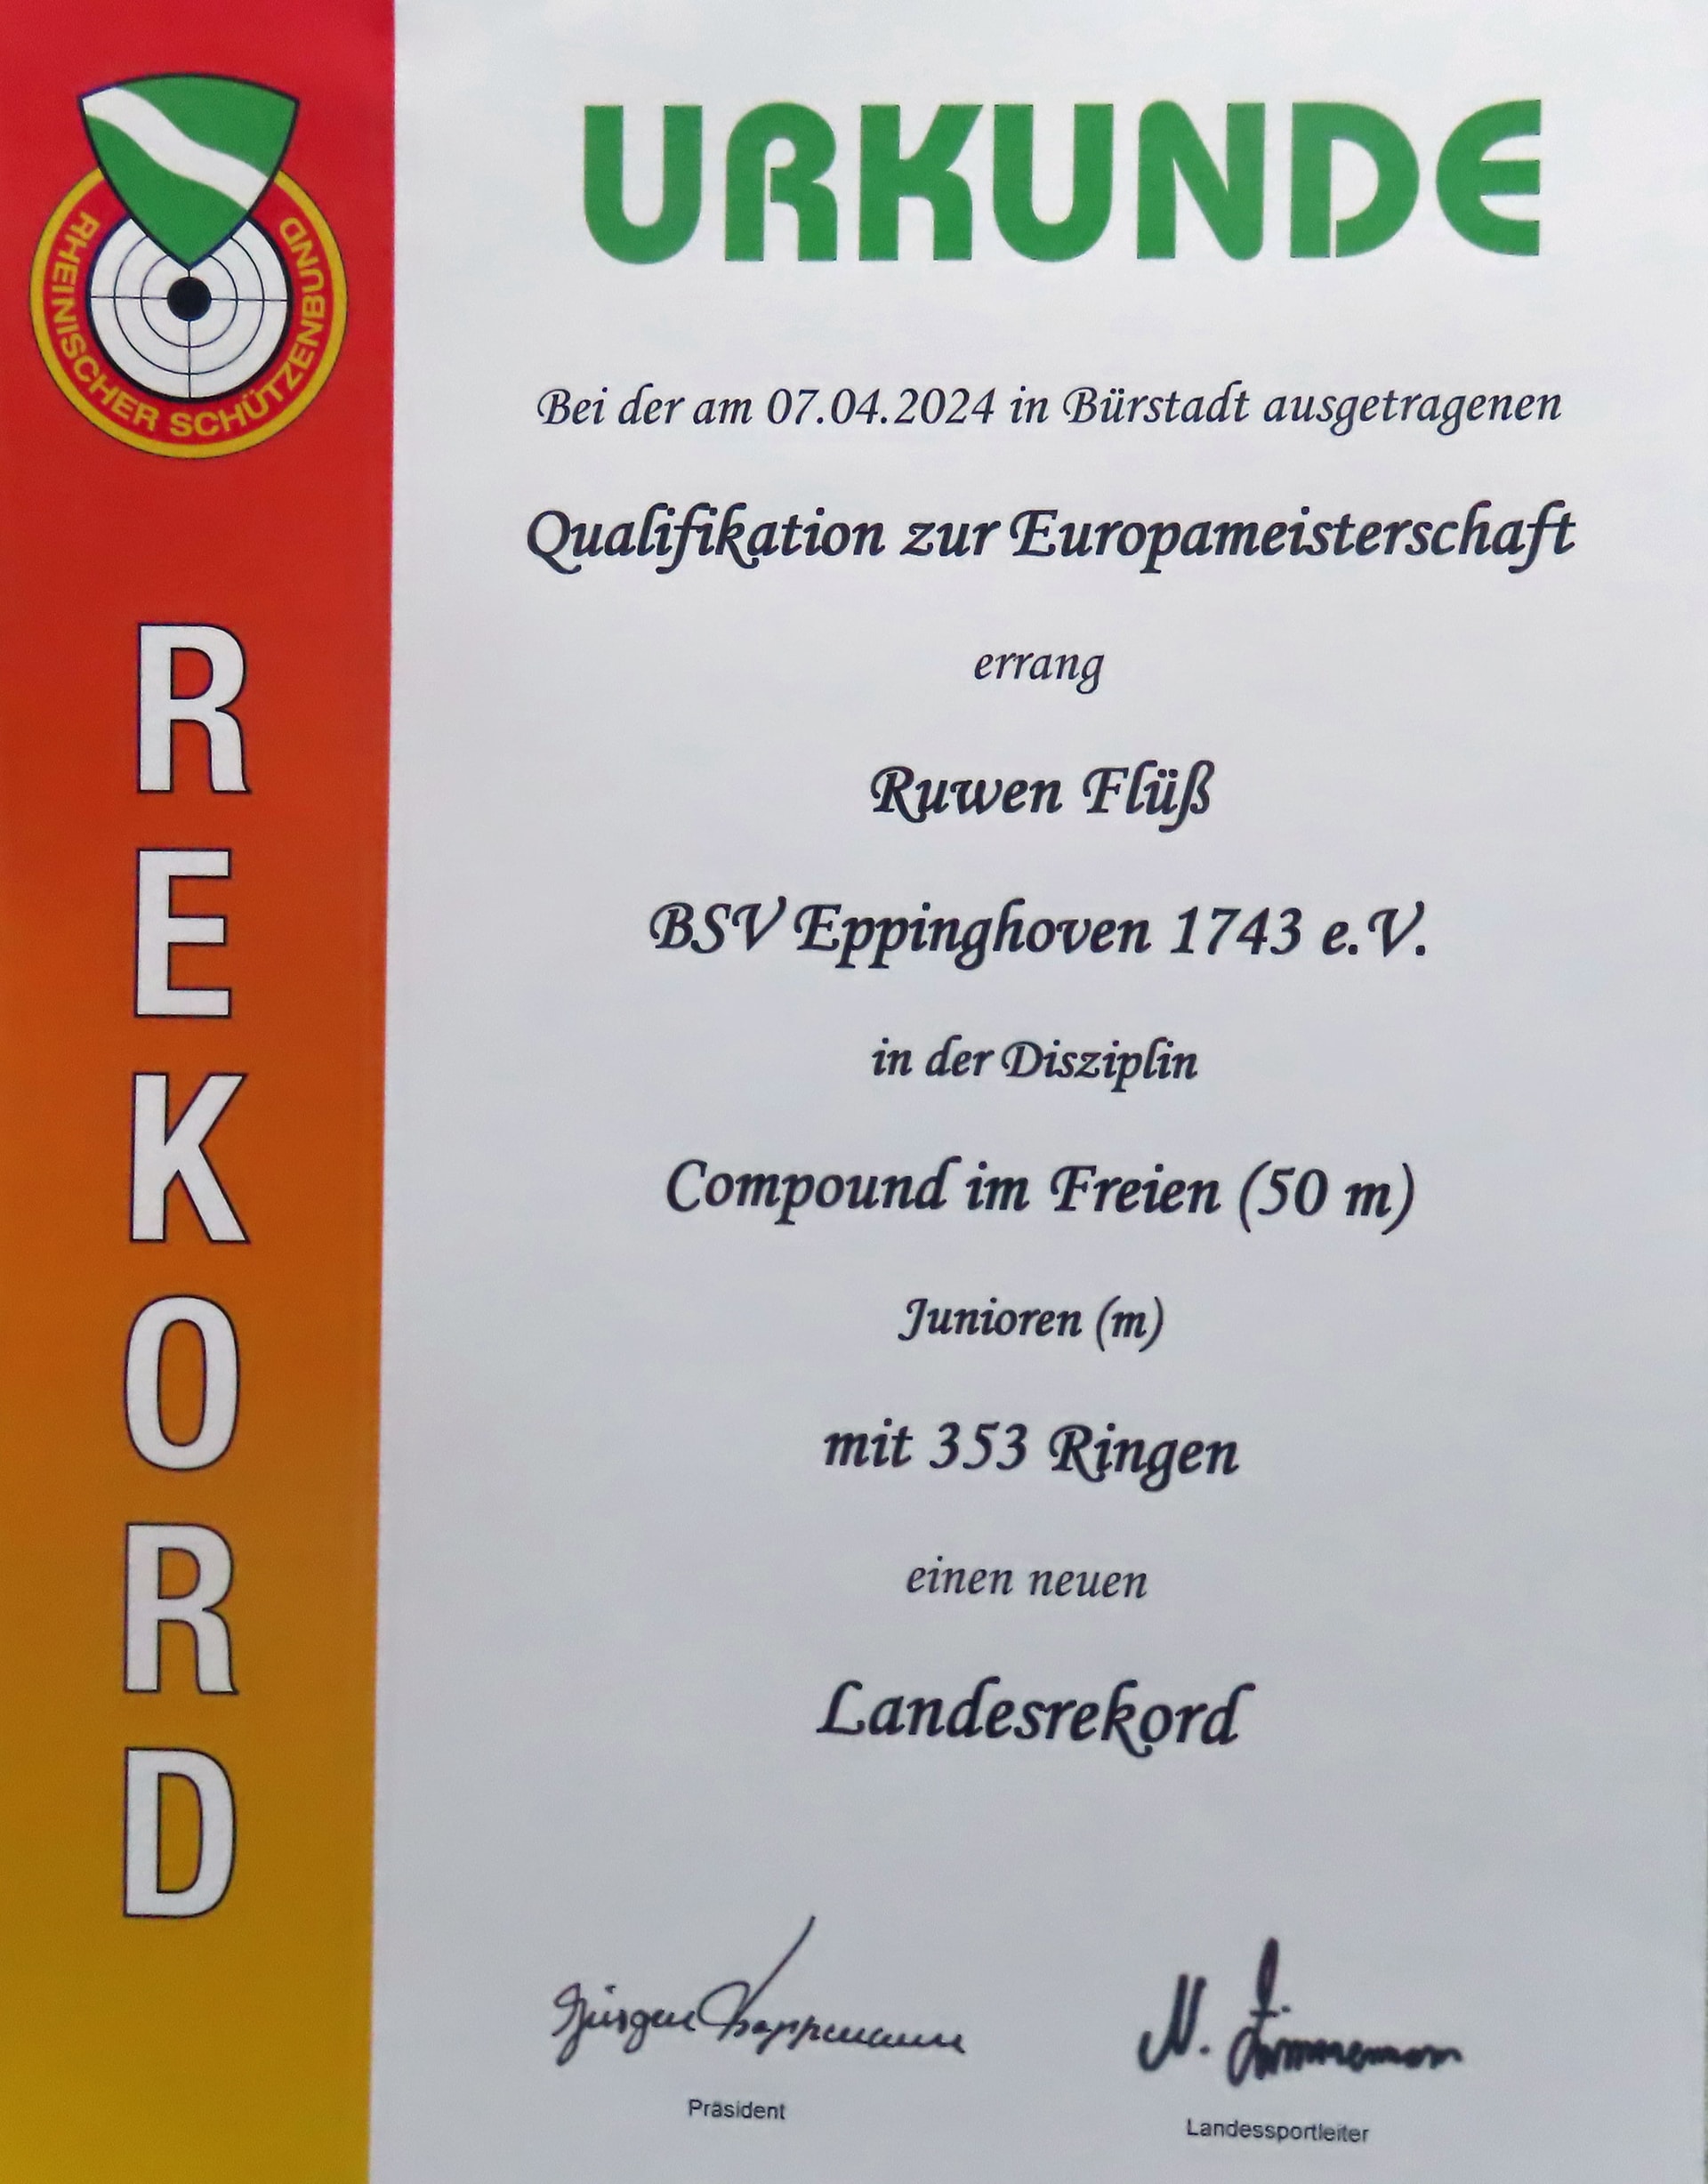 RHEINISCHER SCHÜTZENBUND
REKORD
URKUNDE
Bei der am 07.04.2024 in Bürstadt ausgetragenen
Qualifikation zur Europameisterschaft
errang
Ruwen Flüß
BSV Eppinghoven 1743 e.V.
in der Disziplin
Compound im Freien (50 m)
Junioren (m)
mit 353 Ringen
einen neuen
Landesrekord
Präsident
Landessportleiter